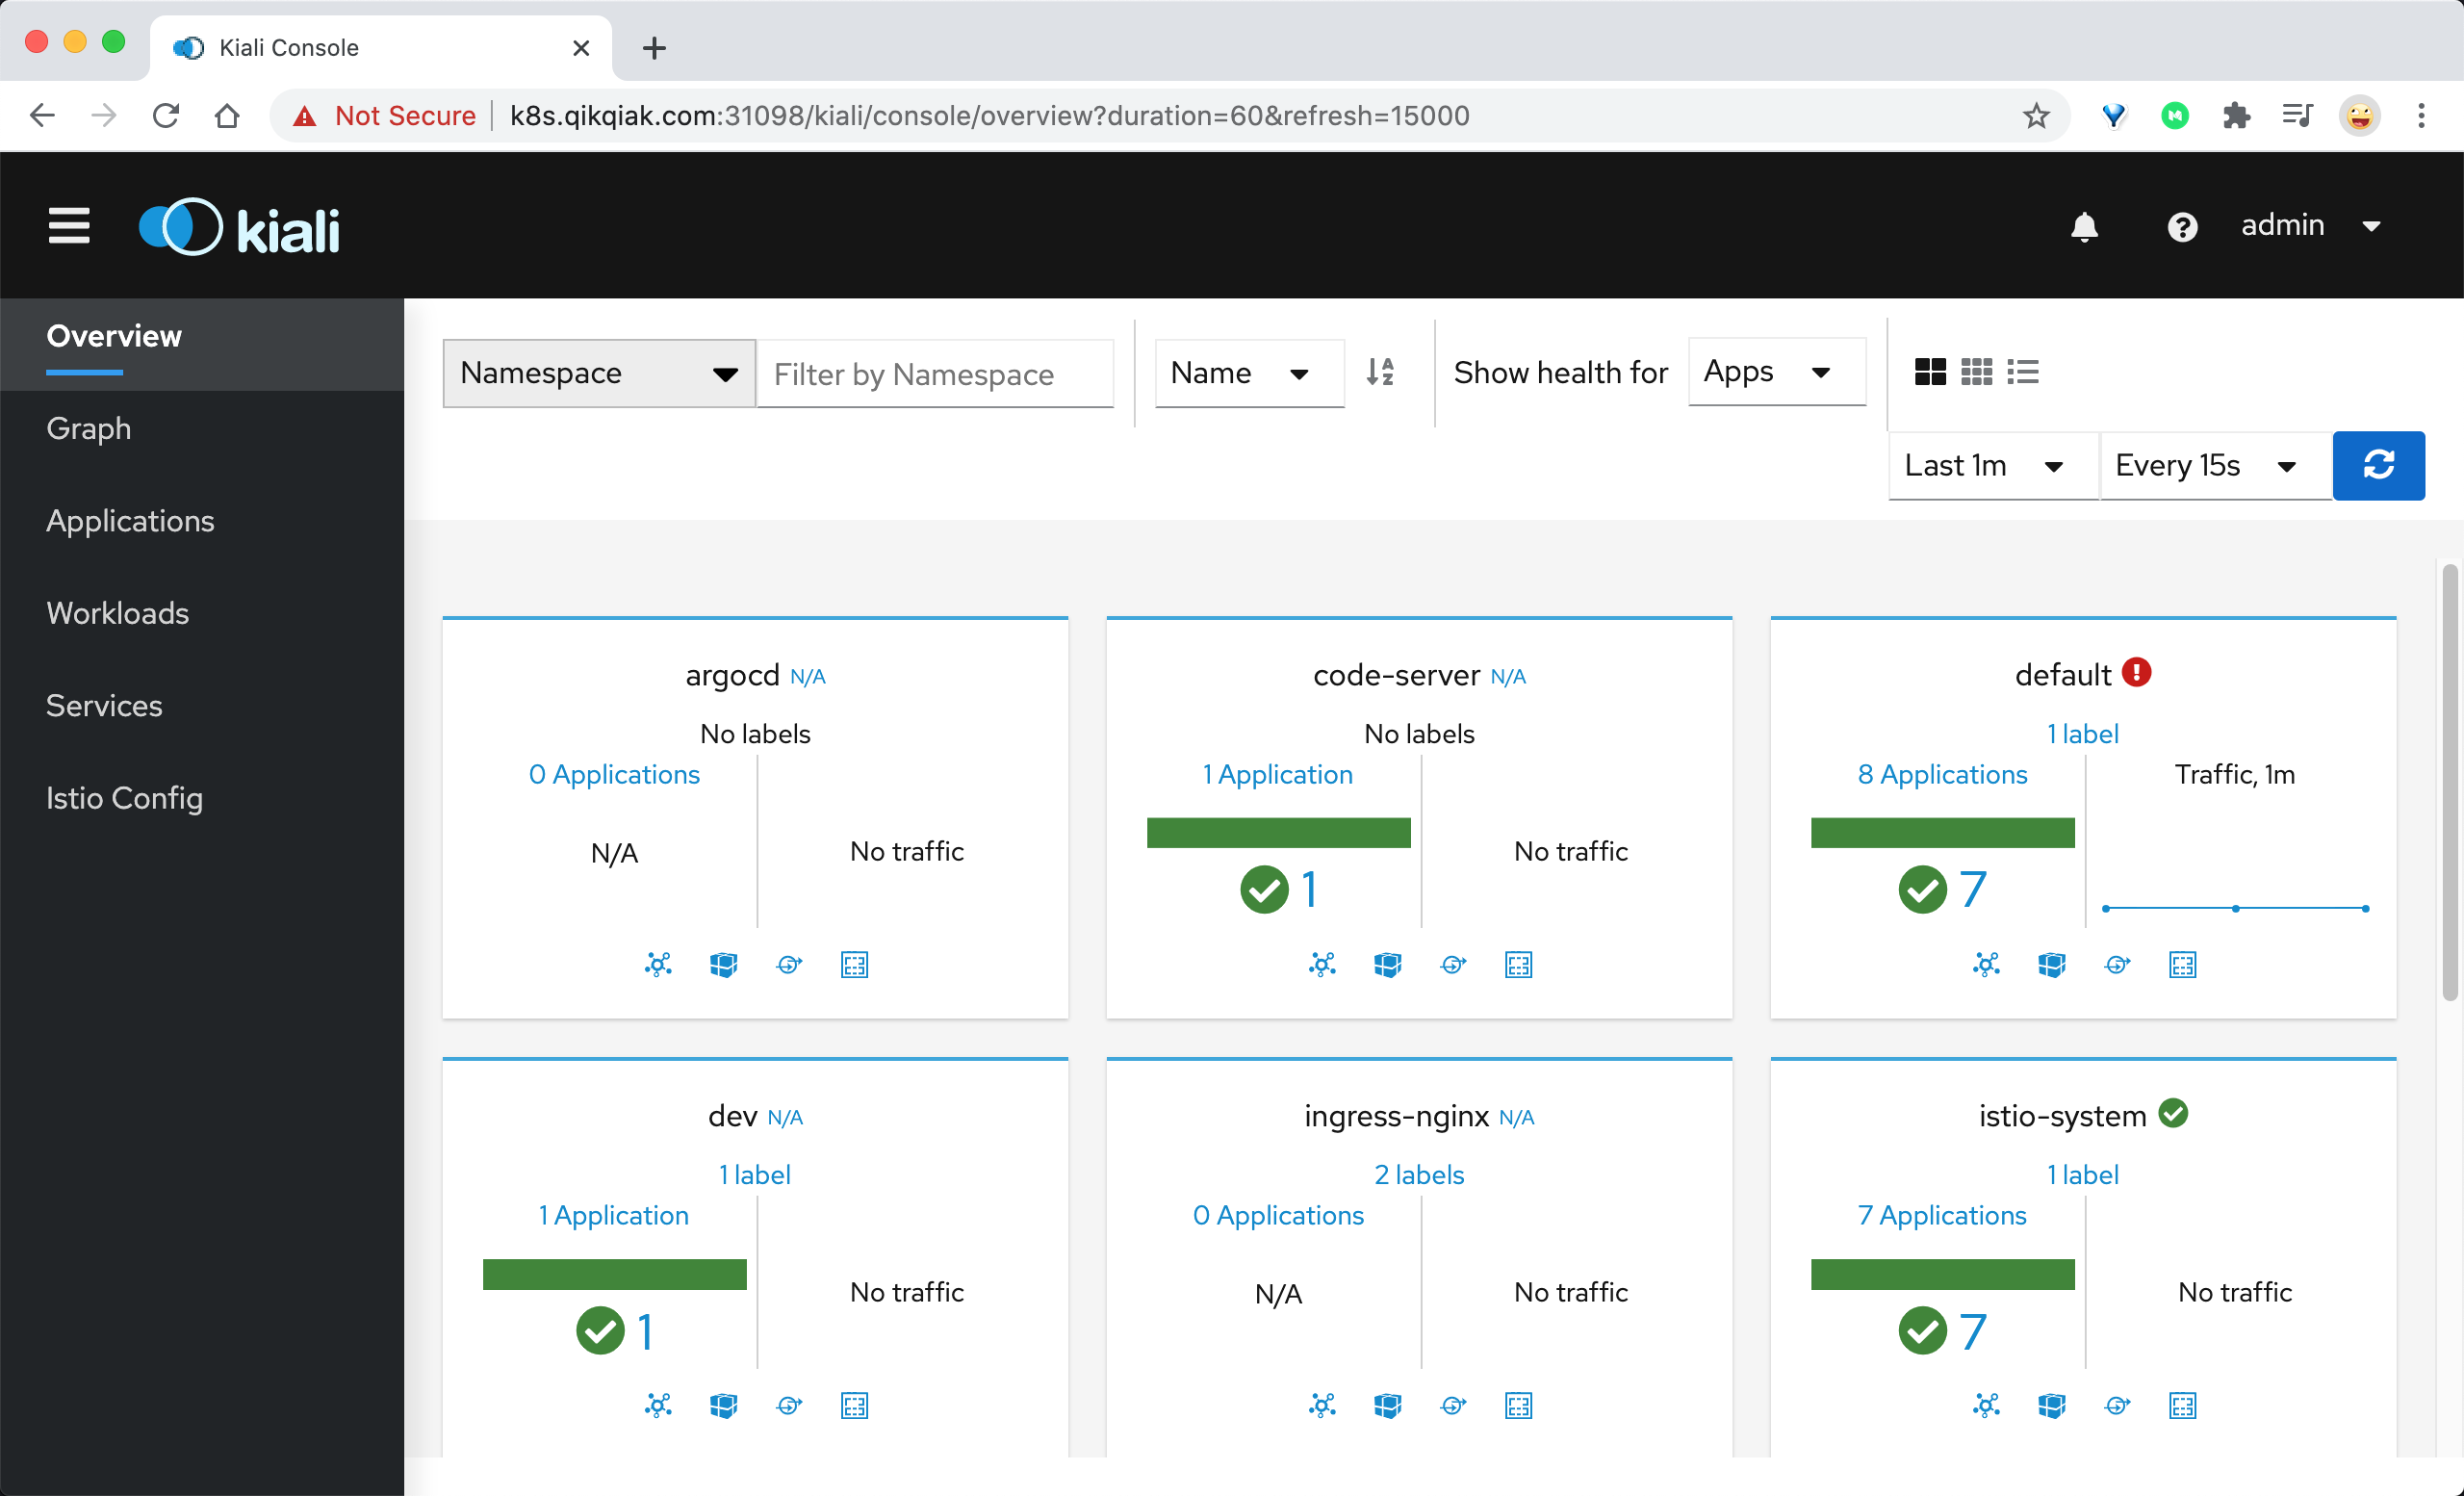 Kiali Console
Not Secure k8s.qikqiak.com:31098/kiali/console/overview?duration=60&refresh=15000
kiali
admin
Overview
Graph
Applications
Workloads
Services
Istio Config
Namespace Filter by Namespace Name Show health for Apps
Last 1m Every 15s
argocd N/A
No labels
0 Applications
N/A No traffic
code-server N/A
No labels
1 Application
No traffic
1
default
1 label
8 Applications Traffic, 1m
7
dev N/A
1 label
1 Application
No traffic
1
ingress-nginx N/A
2 labels
0 Applications
N/A No traffic
istio-system
1 label
7 Applications
No traffic
7